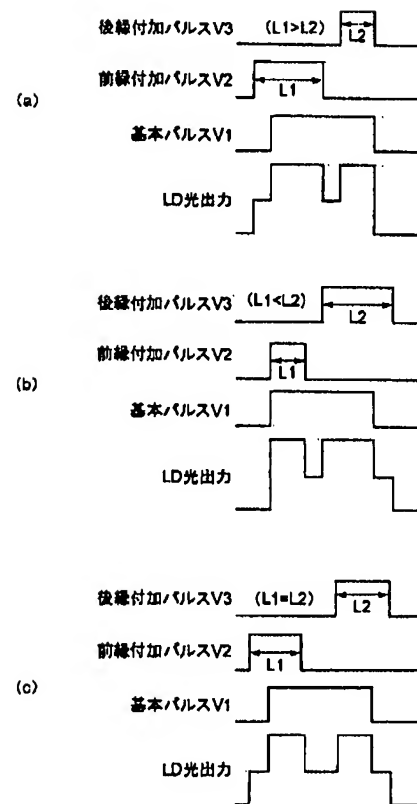 後縁付加パルスV3 (L1>L2) L2
前縁付加パルスV2 L1
(a)
基本パルスV1
LD光出力
後縁付加パルスV3 (L1<L2) L2
前縁付加パルスV2 L1
(b)
基本パルスV1
LD光出力
後縁付加パルスV3 (L1=L2) L2
前縁付加パルスV2 L1
(c)
基本パルスV1
LD光出力